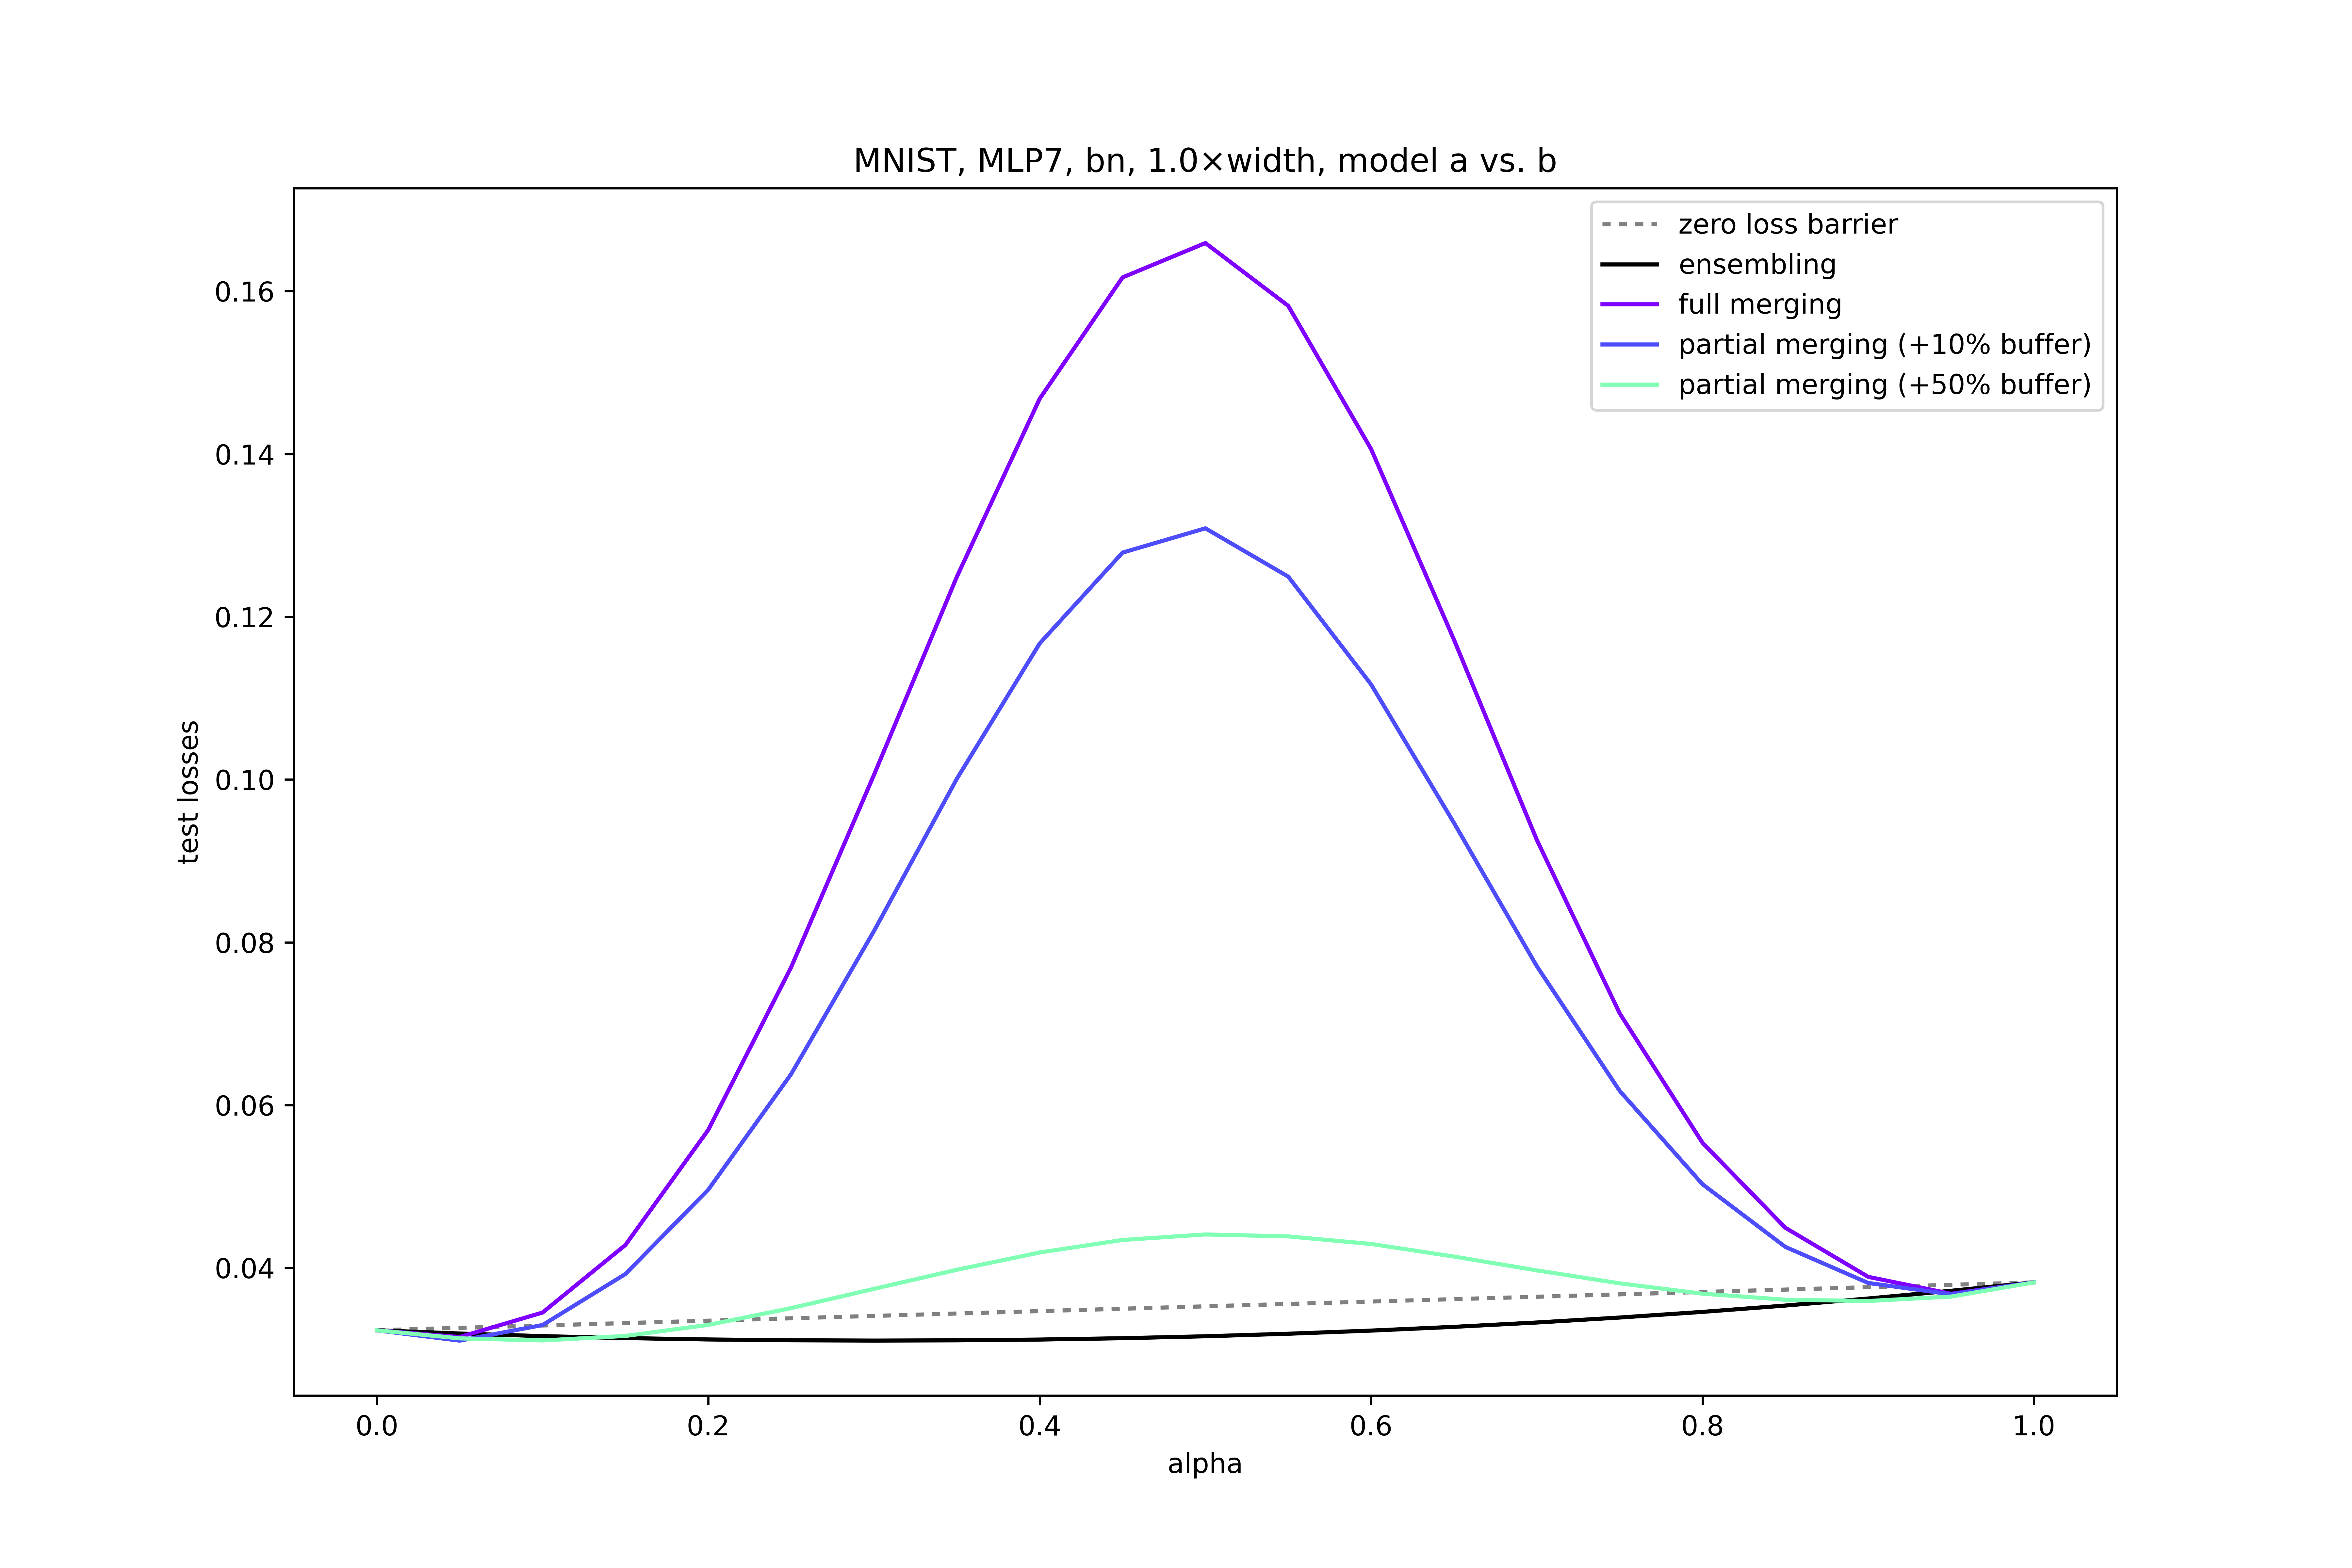 MNIST, MLP7, bn, 1.0×width, model a vs. b
zero loss barrier
ensembling
full merging
partial merging (+10% buffer)
partial merging (+50% buffer)
0.16
0.14
0.12
0.10
0.08
0.06
0.04
test losses
0.0 0.2 0.4 0.6 0.8 1.0
alpha